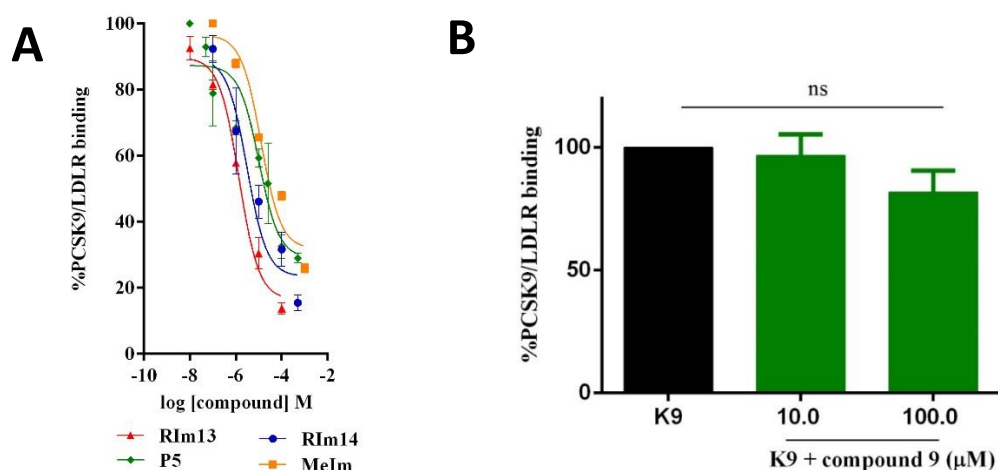 A
%PCSK9/LDLR binding
100
80
60
40
20
0
-10
-8
-6
-4
-2
log [compound] M
RIm13
RIm14
P5
MeIm
B
ns
%PCSK9/LDLR binding
100
50
0
K9
10.0
100.0
K9 + compound 9 (µM)